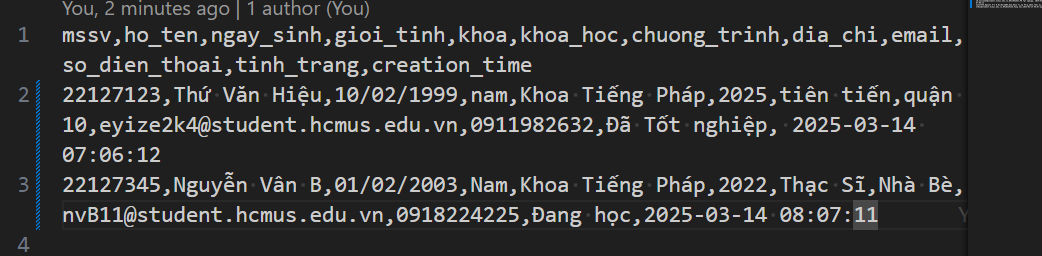 You, 2 minutes ago | 1 author (You)
1 mssv,ho_ten,ngay_sinh,gioi_tinh,khoa,khoa_hoc,chuong_trinh,dia_chi,email,
so_dien_thoai,tinh_trang,creation_time
2 22127123,Thứ Văn Hiệu,10/02/1999,nam,Khoa Tiếng Pháp,2025,tiên tiến,quận
10,eyize2k4@student.hcmus.edu.vn,0911982632,Đã Tốt nghiệp, 2025-03-14
07:06:12
3 22127345,Nguyễn Vân B,01/02/2003,Nam,Khoa Tiếng Pháp,2022,Thạc Sĩ,Nhà Bè,
nvB11@student.hcmus.edu.vn,0918224225,Đang học,2025-03-14 08:07:11
4